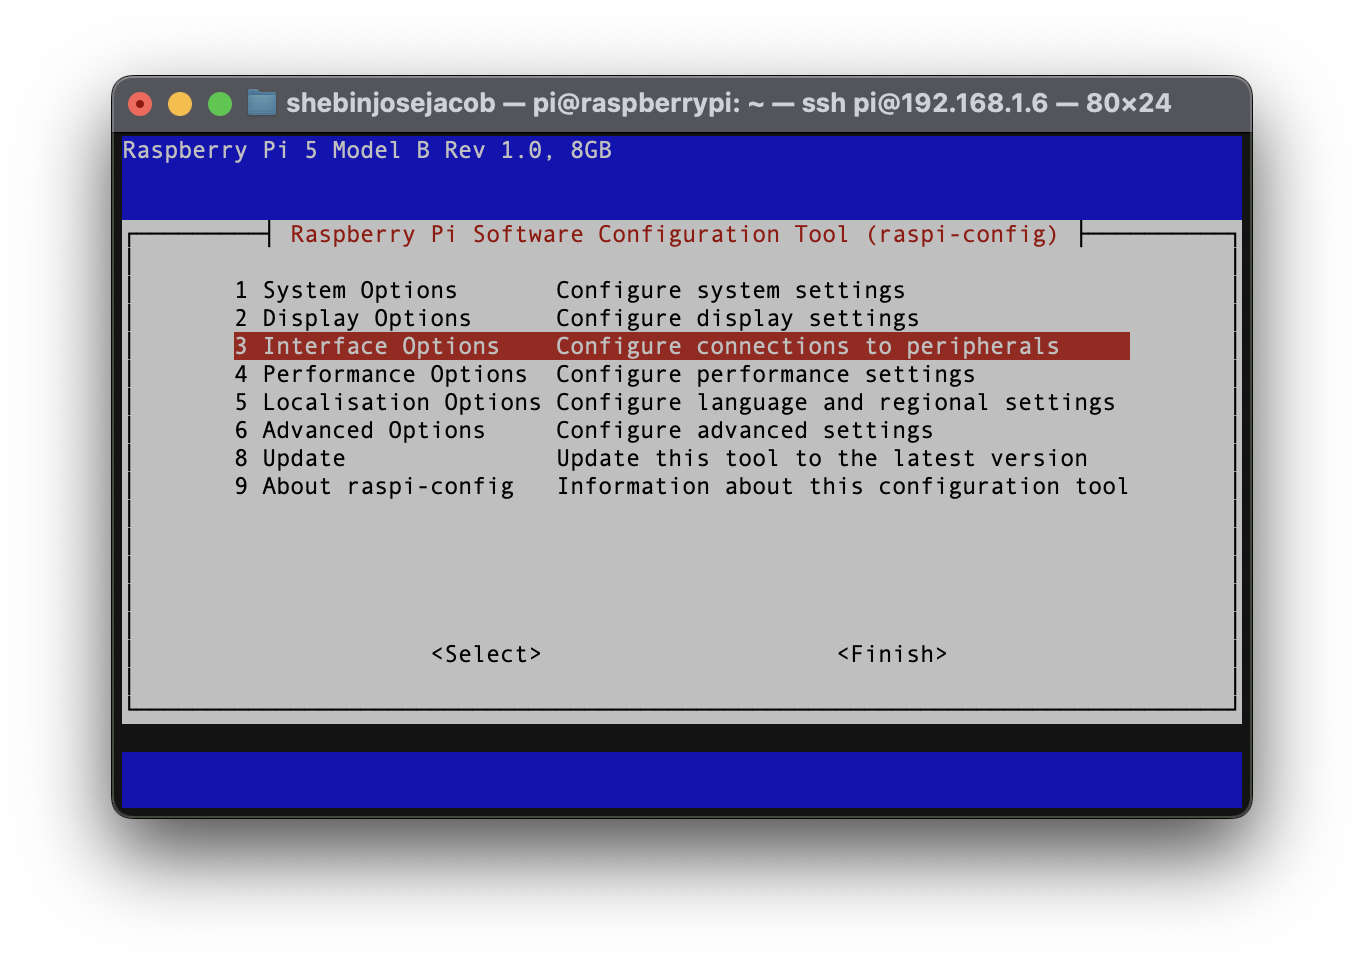 shebinjosejacob — pi@raspberrypi: ~ — ssh pi@192.168.1.6 — 80×24
Raspberry Pi 5 Model B Rev 1.0, 8GB
Raspberry Pi Software Configuration Tool (raspi-config)
1 System Options Configure system settings
2 Display Options Configure display settings
3 Interface Options Configure connections to peripherals
4 Performance Options Configure performance settings
5 Localisation Options Configure language and regional settings
6 Advanced Options Configure advanced settings
8 Update Update this tool to the latest version
9 About raspi-config Information about this configuration tool
<Select> <Finish>